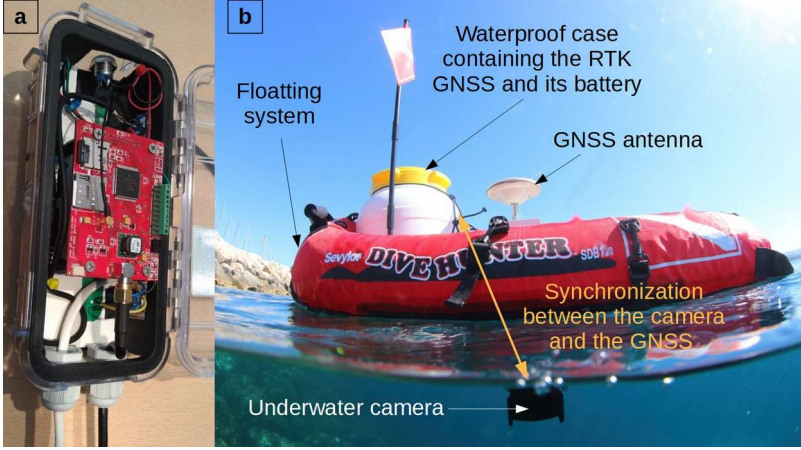 a
b
Waterproof case
containing the RTK
GNSS and its battery
Floatting
system
GNSS antenna
Sevylor DIVE HUNTER
Synchronization
between the camera
and the GNSS
Underwater camera